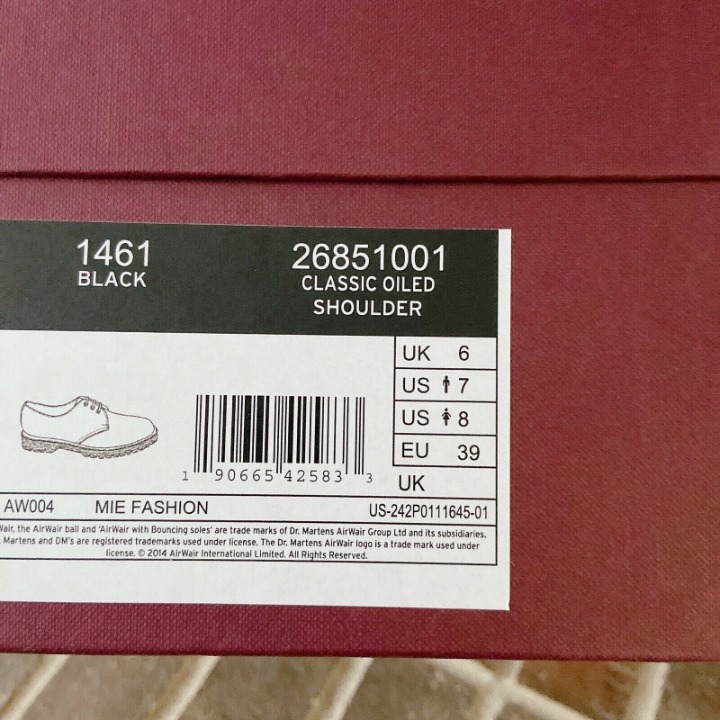 1461
BLACK
26851001
CLASSIC OILED
SHOULDER
UK 6
US 7
US 8
EU 39
UK
1 90665 42583 3
AW004 MIE FASHION US-242P0111645-01
Wair, the AirWair ball and 'AirWair with Bouncing soles' are trade marks of Dr. Martens AirWair Group Ltd and its subsidiaries.
. Martens and DM's are registered trademarks used under license. The Dr. Martens AirWair logo is a trade mark used under
license. © 2014 AirWair International Limited. All Rights Reserved.